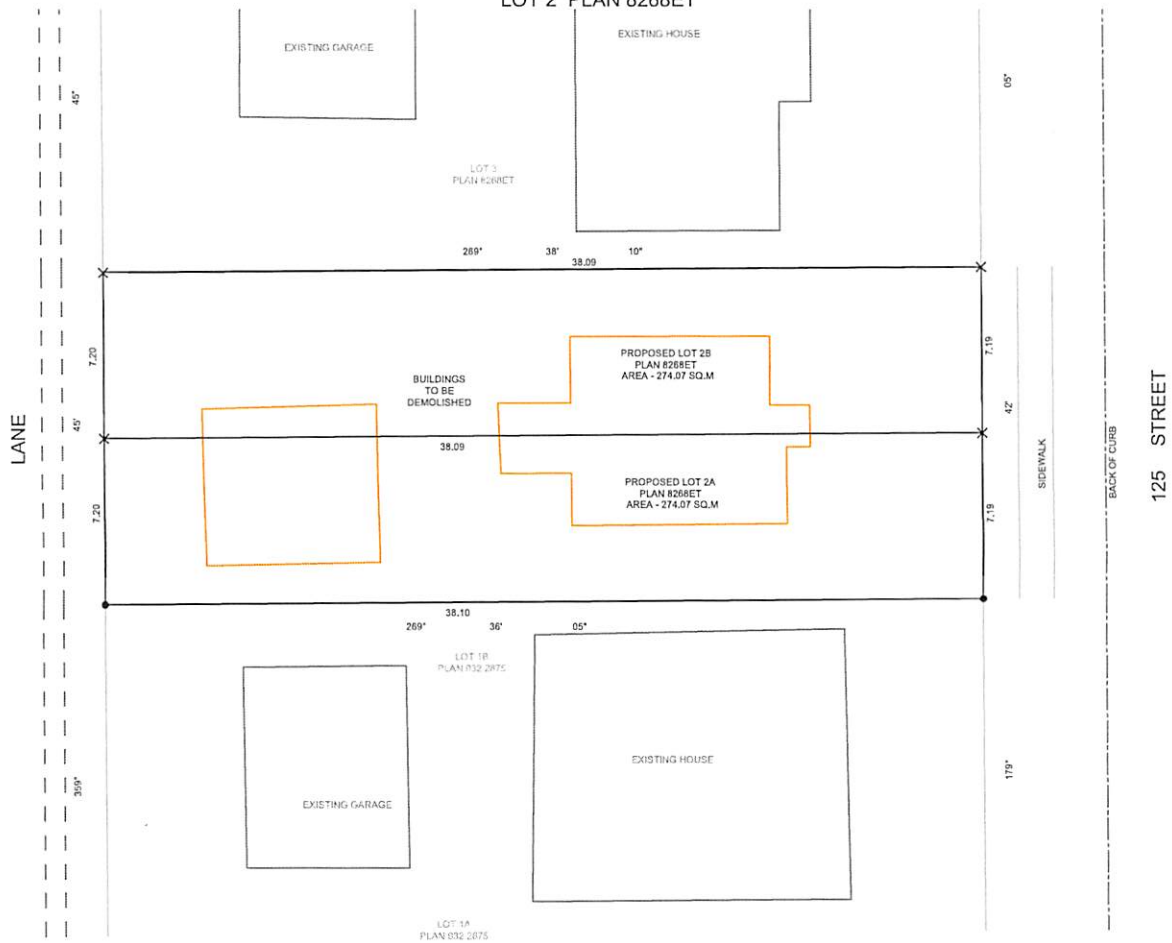 LOT 2 PLAN 8268ET
EXISTING GARAGE
EXISTING HOUSE
45"
05"
LOT 3
PLAN 8268ET
269° 38' 10"
38.09
7.20
7.19
PROPOSED LOT 2B
PLAN 8268ET
AREA - 274.07 SQ.M
BUILDINGS
TO BE
DEMOLISHED
LANE
45'
42'
38.09
SIDEWALK
BACK OF CURB
125 STREET
PROPOSED LOT 2A
PLAN 8268ET
AREA - 274.07 SQ.M
7.20
7.19
38.10
269° 36' 05"
LOT 1B
PLAN 032 2875
EXISTING HOUSE
359°
179°
EXISTING GARAGE
LOT 1A
PLAN 032 2875